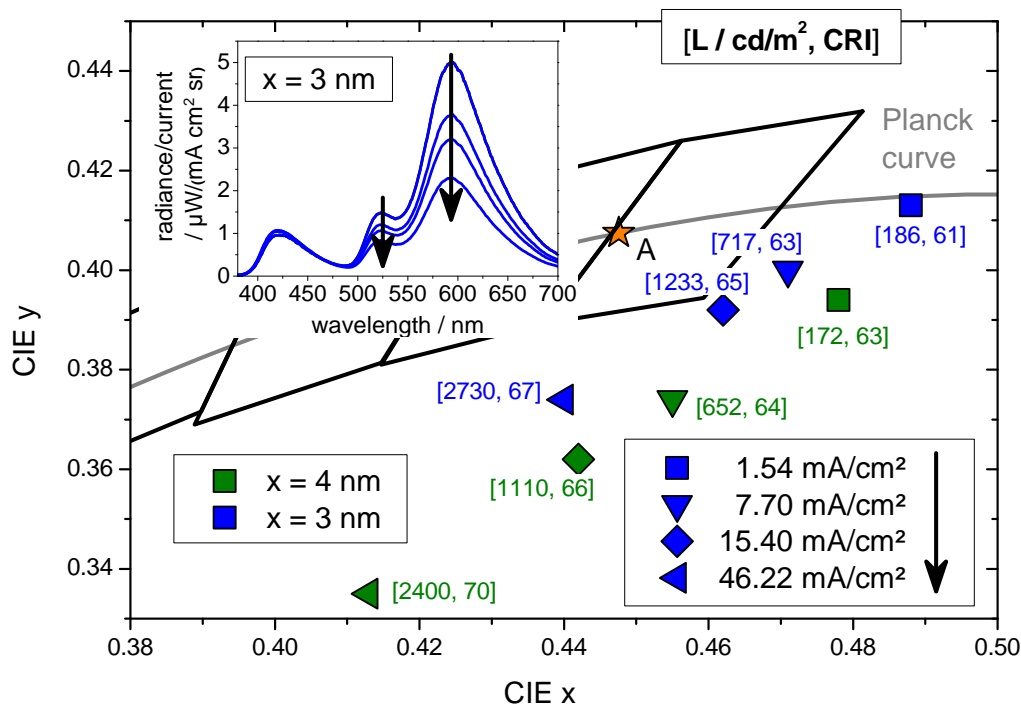 [L / cd/m², CRI]
x = 3 nm
radiance/current
/ µW/(mA cm² sr)
5
4
3
2
1
0
400 450 500 550 600 650 700
wavelength / nm
Planck
curve
A
[186, 61]
[717, 63]
[1233, 65]
[172, 63]
[2730, 67]
[652, 64]
[1110, 66]
[2400, 70]
x = 4 nm
x = 3 nm
1.54 mA/cm²
7.70 mA/cm²
15.40 mA/cm²
46.22 mA/cm²
CIE y
0.44
0.42
0.40
0.38
0.36
0.34
0.38 0.40 0.42 0.44 0.46 0.48 0.50
CIE x